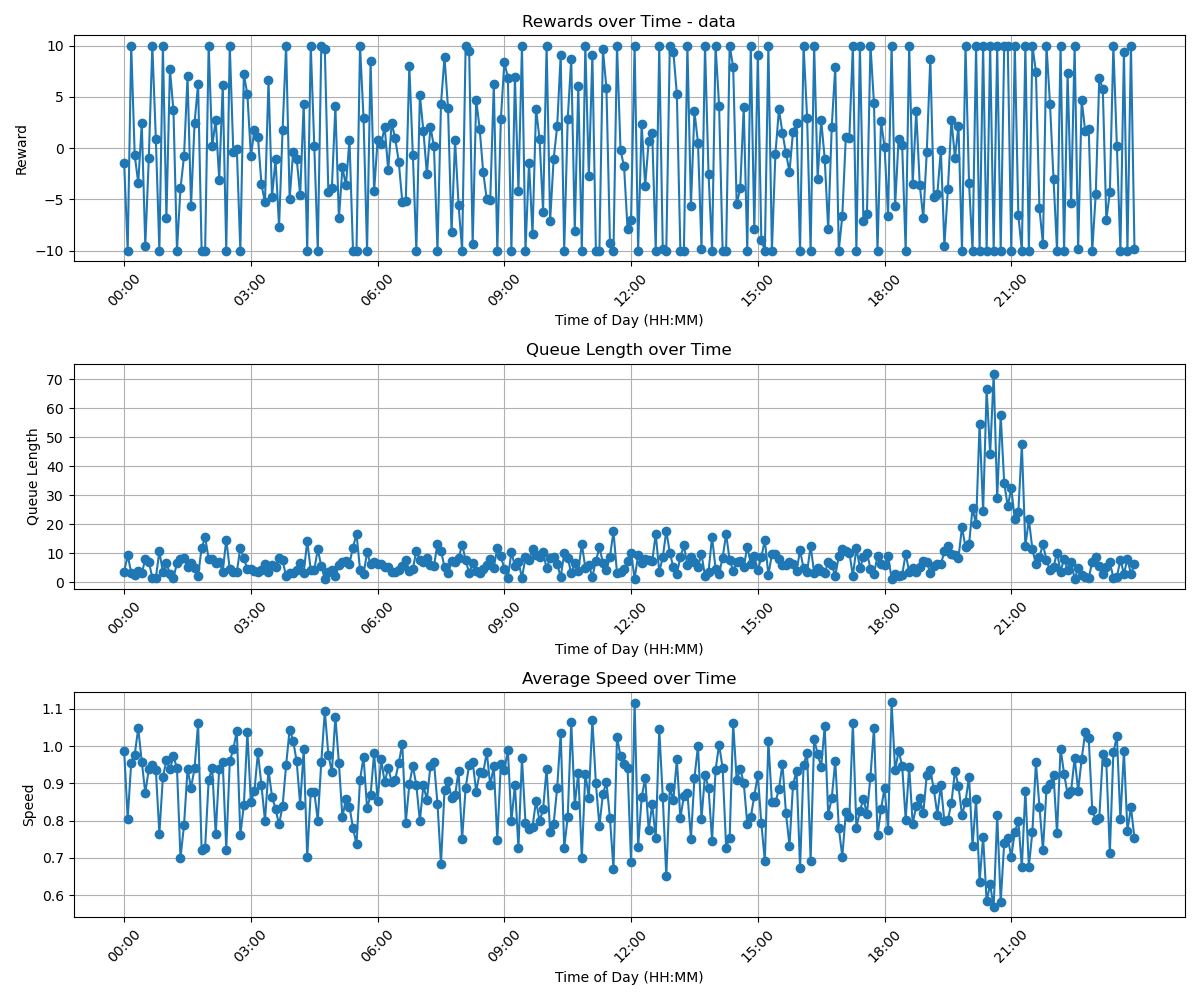 Rewards over Time - data
Reward
10
5
0
−5
−10
00:00 03:00 06:00 09:00 12:00 15:00 18:00 21:00
Time of Day (HH:MM)
Queue Length over Time
Queue Length
70
60
50
40
30
20
10
0
00:00 03:00 06:00 09:00 12:00 15:00 18:00 21:00
Time of Day (HH:MM)
Average Speed over Time
Speed
1.1
1.0
0.9
0.8
0.7
0.6
00:00 03:00 06:00 09:00 12:00 15:00 18:00 21:00
Time of Day (HH:MM)